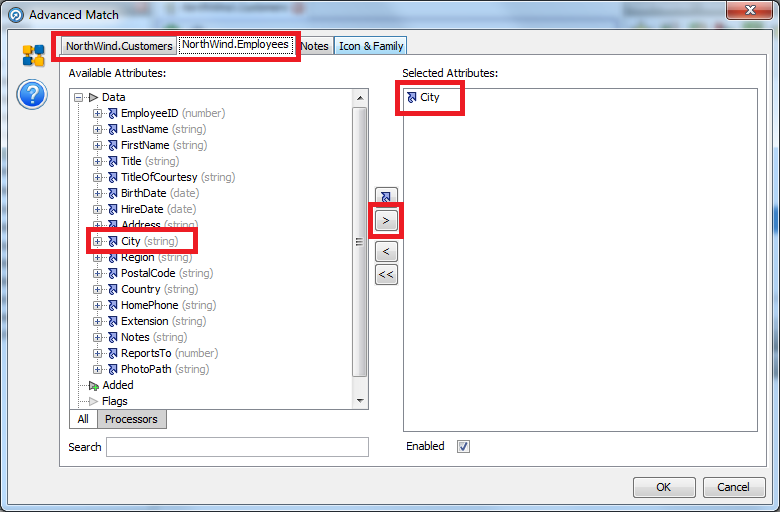 Advanced Match
NorthWind.Customers NorthWind.Employees Notes Icon & Family
Available Attributes: Selected Attributes:
Data
EmployeeID (number)
LastName (string)
FirstName (string)
Title (string)
TitleOfCourtesy (string)
BirthDate (date)
HireDate (date)
Address (string)
City (string)
Region (string)
PostalCode (string)
Country (string)
HomePhone (string)
Extension (string)
Notes (string)
ReportsTo (number)
PhotoPath (string)
Added
Flags
All Processors
Search
>
<
<<
City
Enabled
OK Cancel